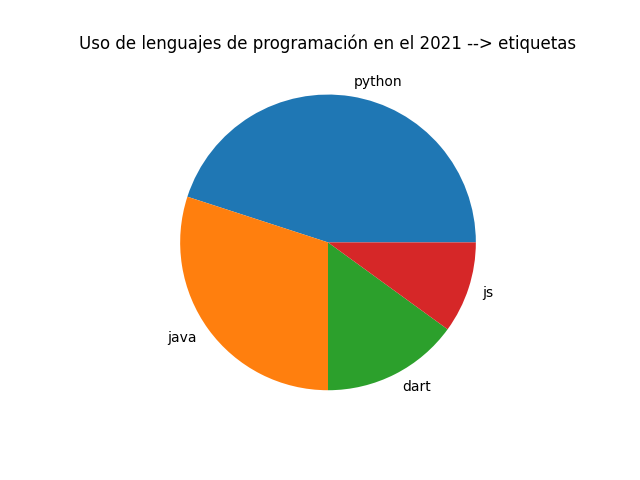 Uso de lenguajes de programación en el 2021 --> etiquetas
python
java
js
dart